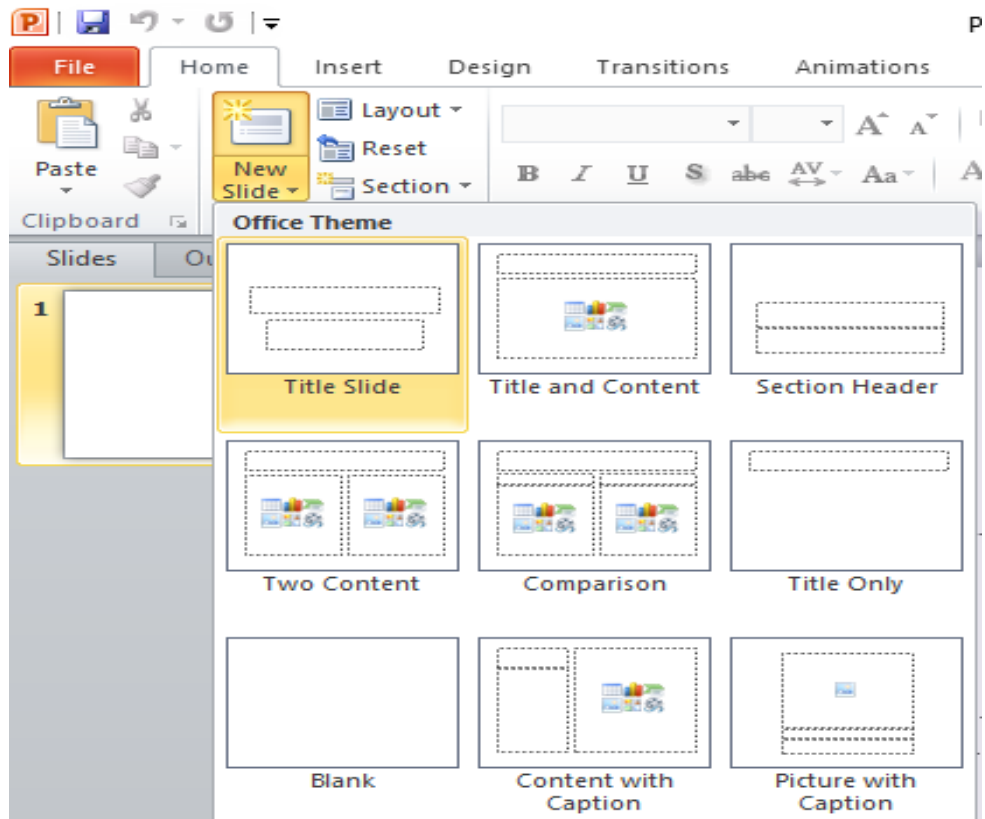 P
File Home Insert Design Transitions Animations
Paste
Clipboard
New
Slide
Layout
Reset
Section
B I U S abc AV Aa A
A A
Office Theme
Slides
1
Title Slide Title and Content Section Header
Two Content Comparison Title Only
Blank Content with Caption Picture with Caption